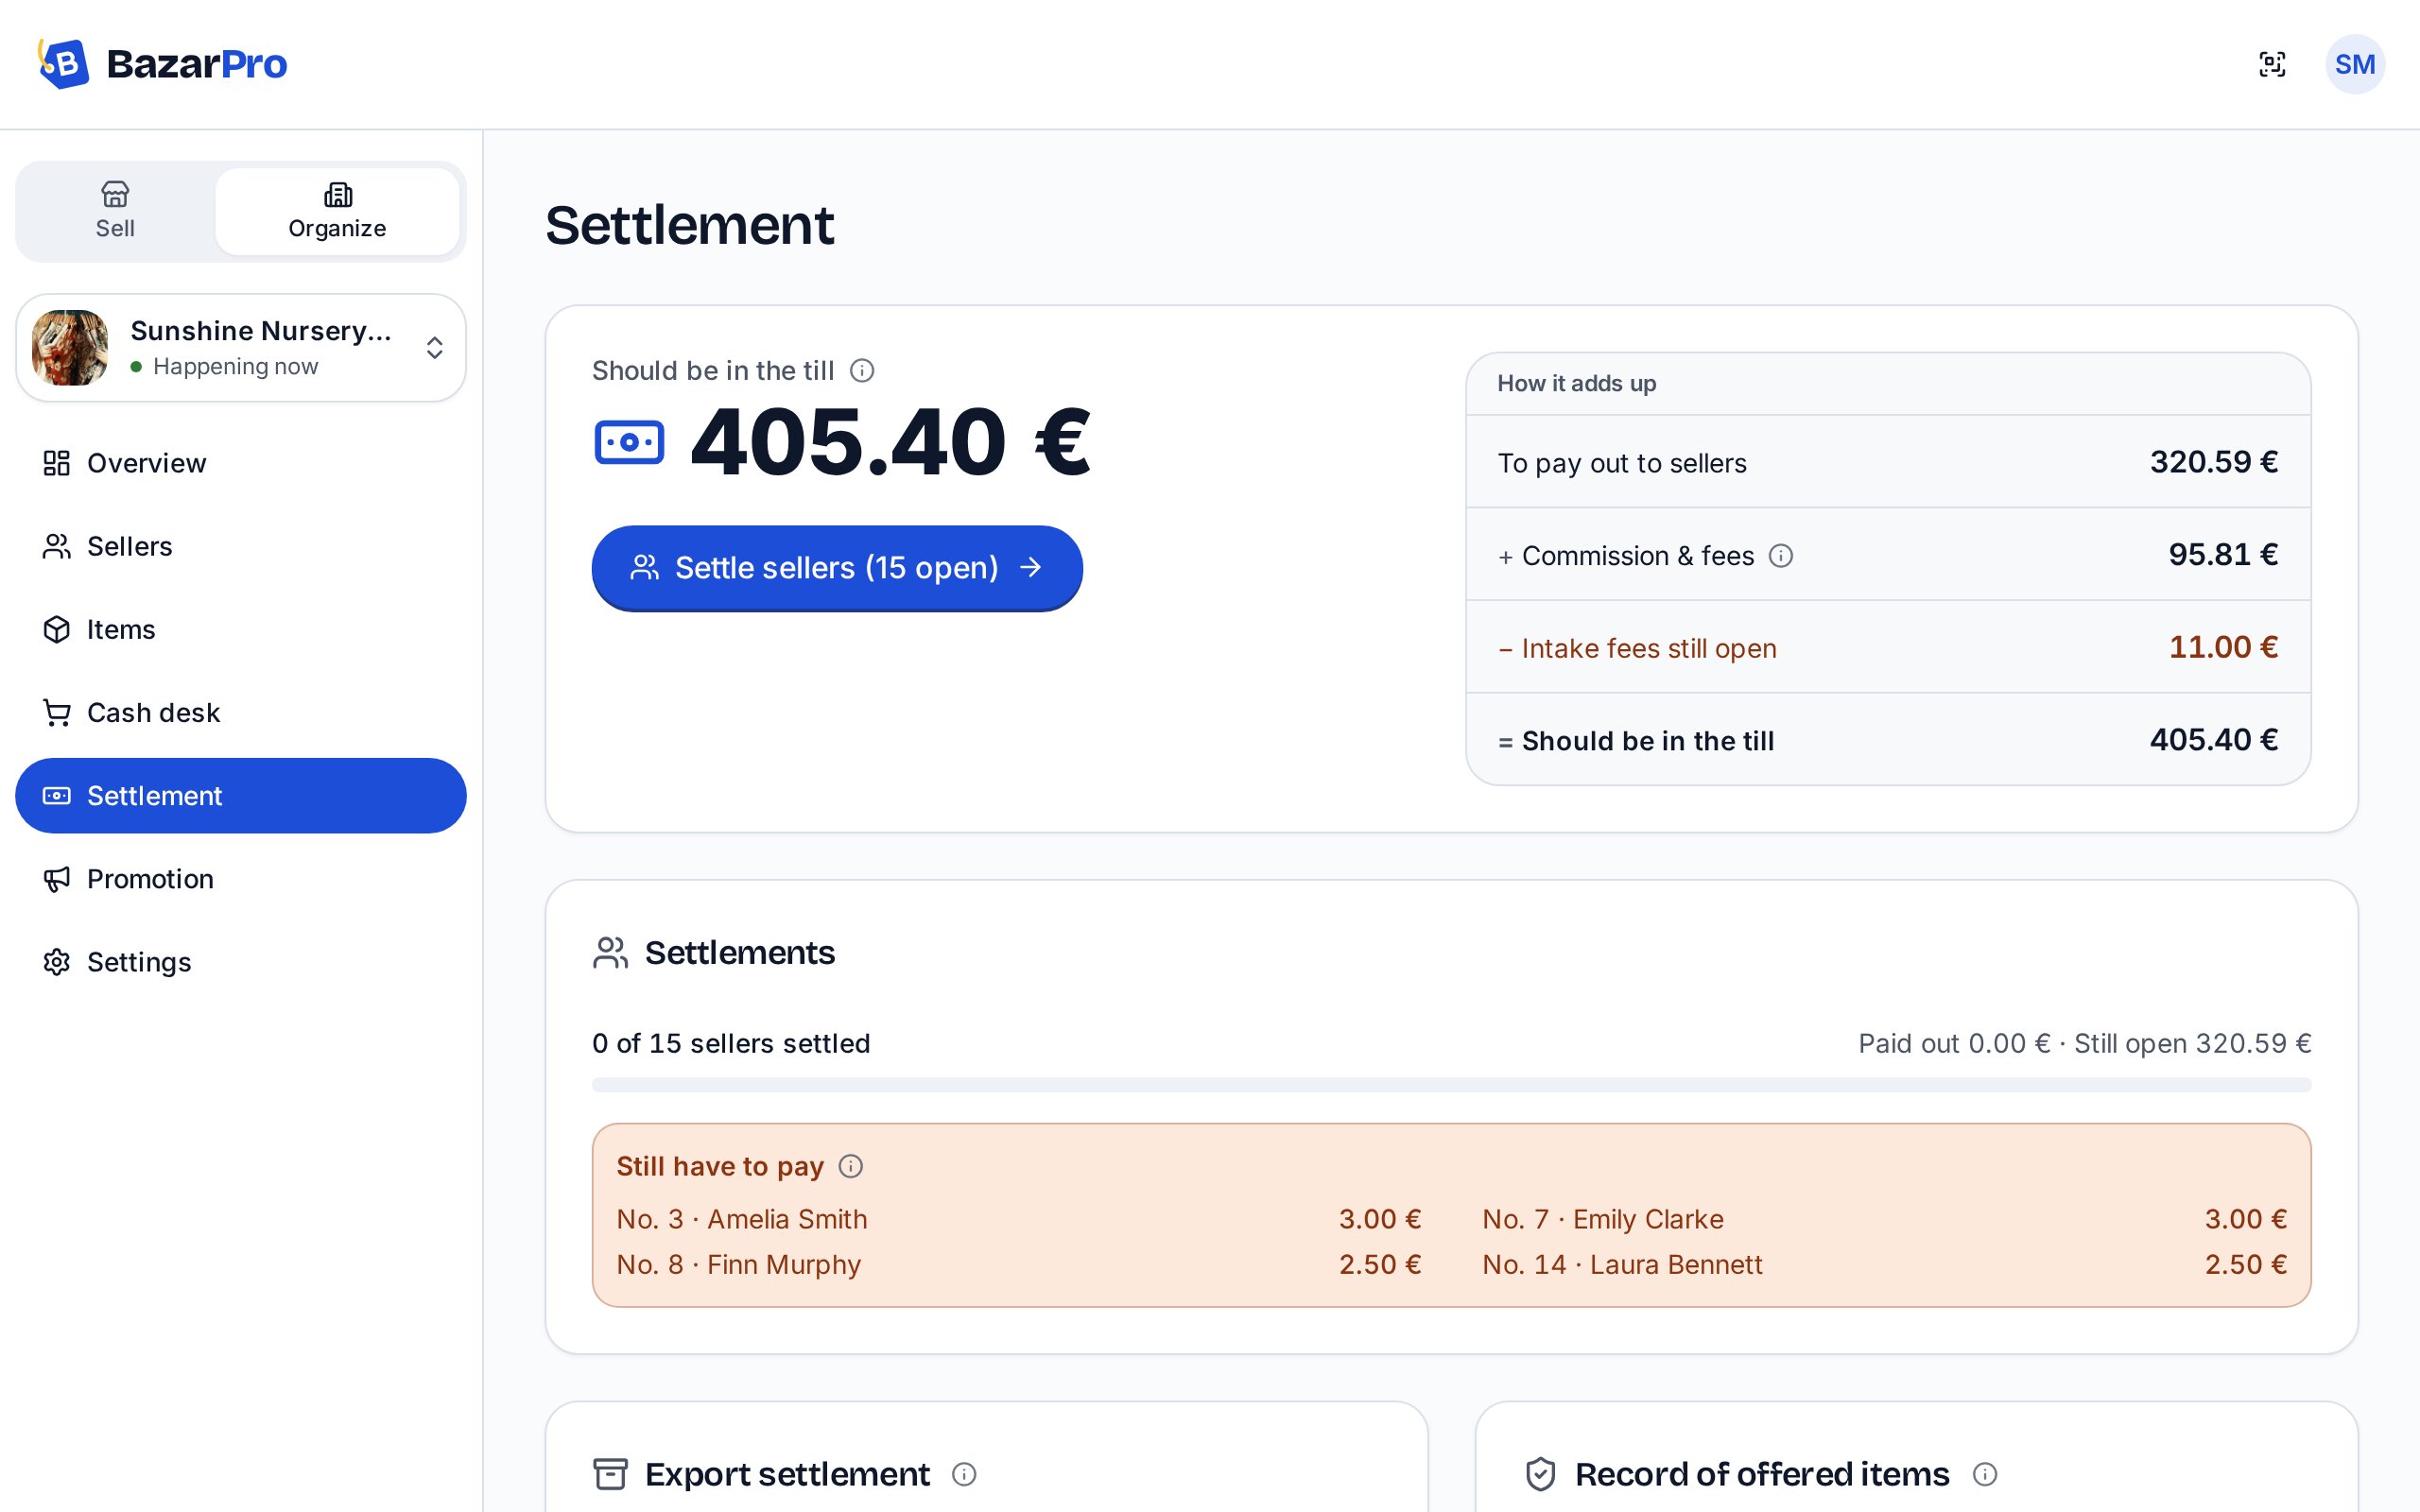 B BazarPro
SM
Sell
Organize
Sunshine Nursery...
Happening now
Overview
Sellers
Items
Cash desk
Settlement
Promotion
Settings
Settlement
Should be in the till
405.40 €
Settle sellers (15 open)
How it adds up
To pay out to sellers 320.59 €
+ Commission & fees 95.81 €
− Intake fees still open 11.00 €
= Should be in the till 405.40 €
Settlements
0 of 15 sellers settled
Paid out 0.00 € · Still open 320.59 €
Still have to pay
No. 3 · Amelia Smith 3.00 €
No. 7 · Emily Clarke 3.00 €
No. 8 · Finn Murphy 2.50 €
No. 14 · Laura Bennett 2.50 €
Export settlement
Record of offered items